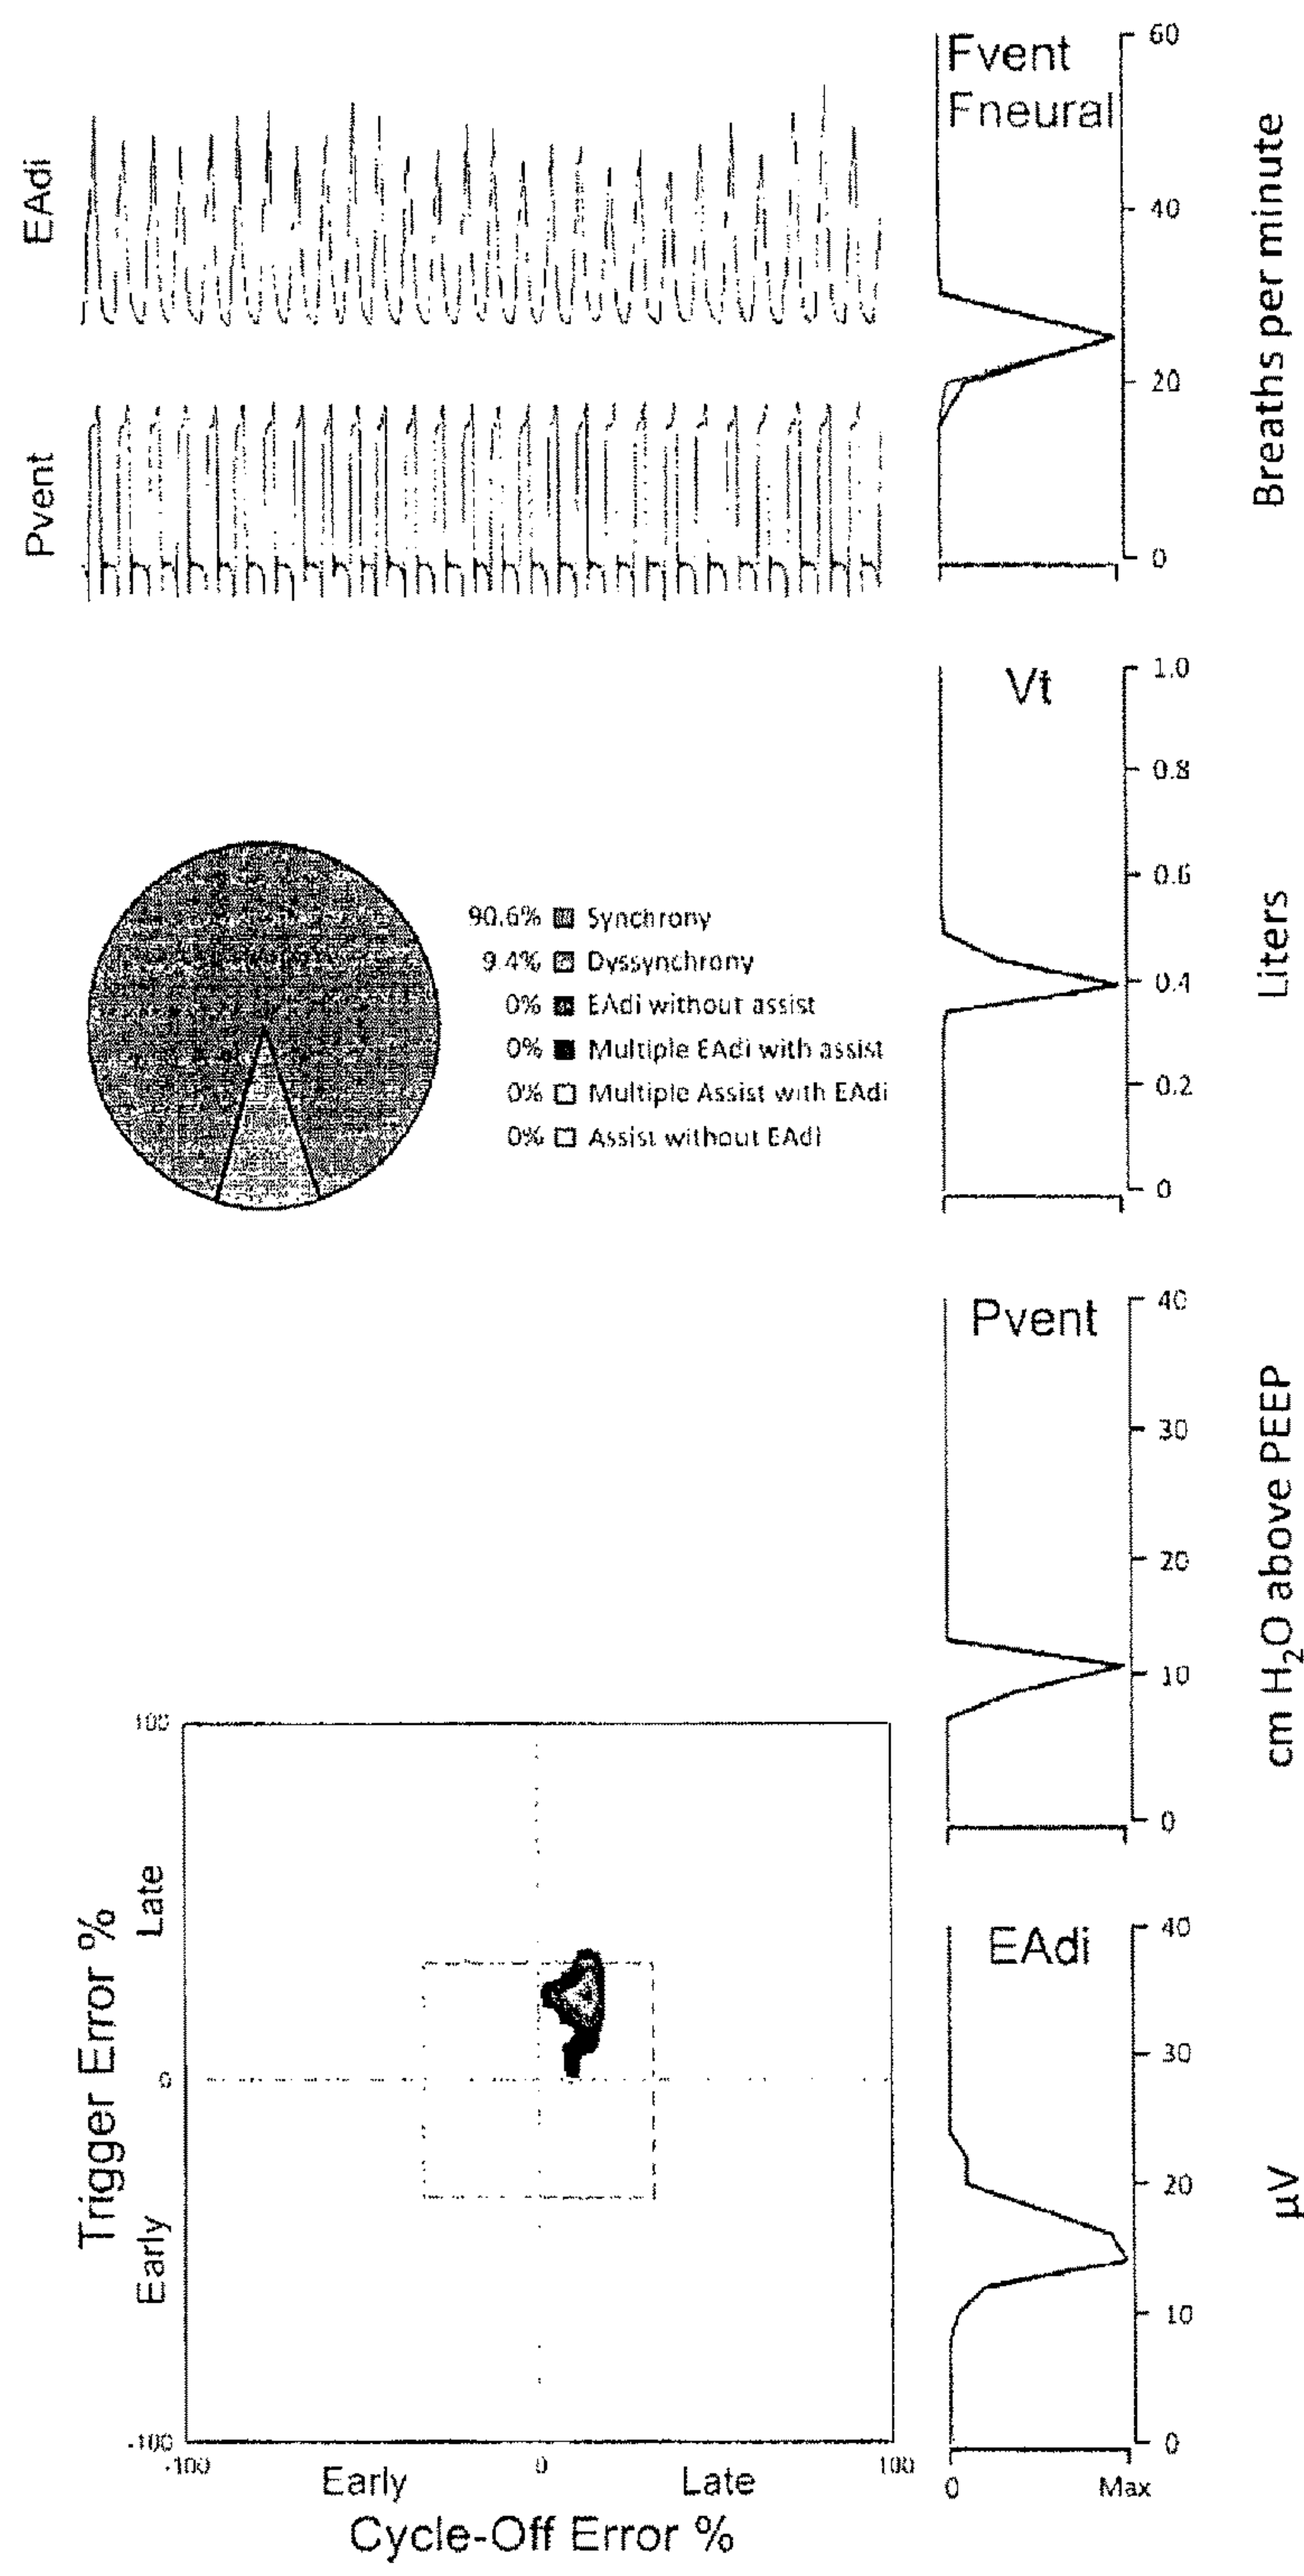 EAdi
Pvent
Fvent
Fneural
60
40
20
0
Breaths per minute
90.6% Synchrony
9.4% Dyssynchrony
0% EAdi without assist
0% Multiple EAdi with assist
0% Multiple Assist with EAdi
0% Assist without EAdi
Vt
1.0
0.8
0.6
0.4
0.2
0
Liters
Pvent
40
30
20
10
0
cm H₂O above PEEP
Trigger Error %
Late
Early
100
0
-100
-100
0
100
Early
Late
Cycle-Off Error %
EAdi
40
30
20
10
0
0
Max
µV